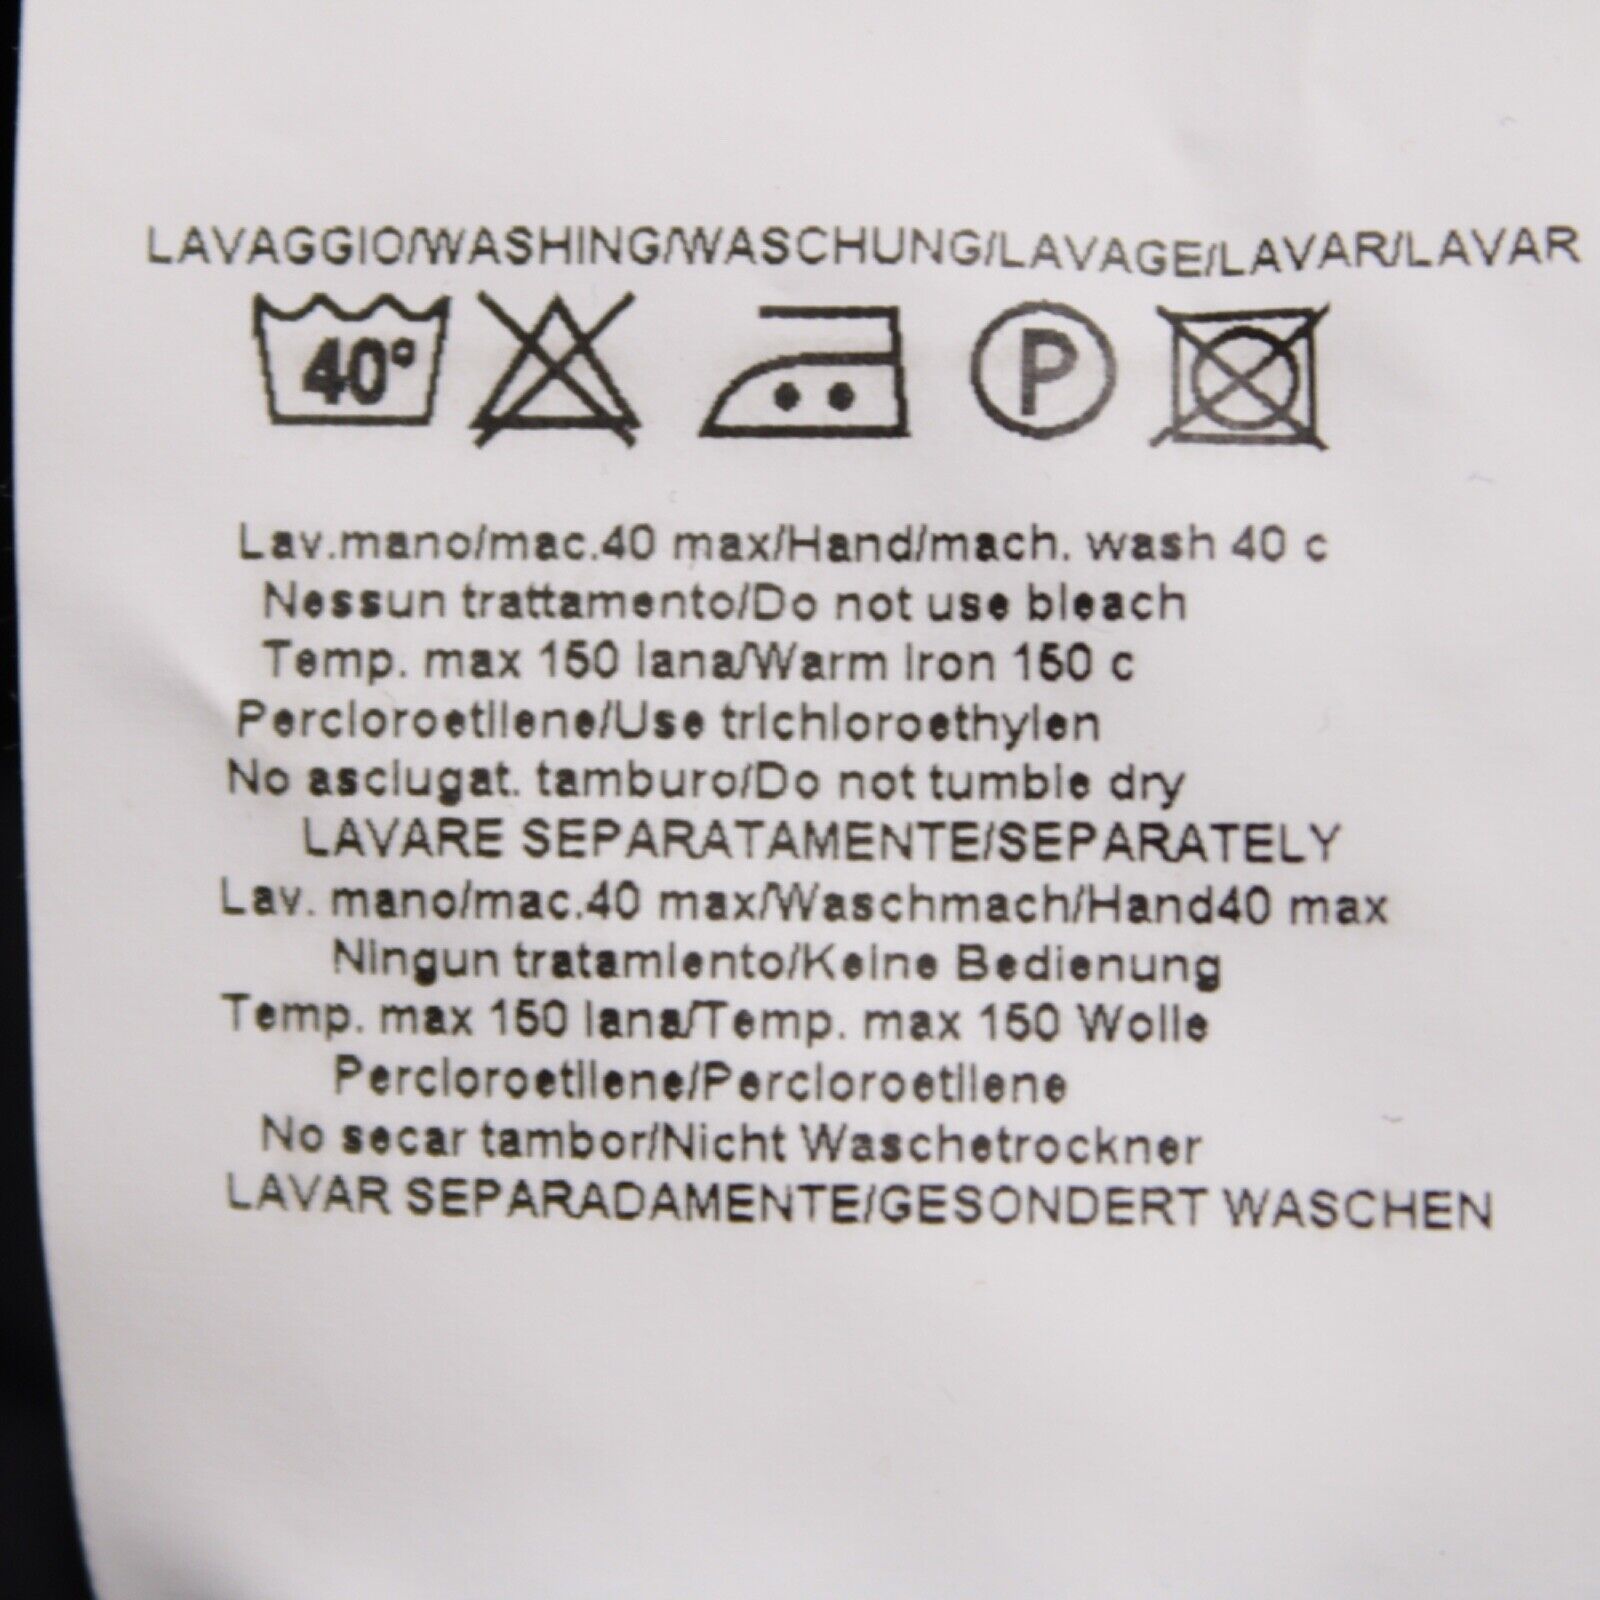 LAVAGGIO/WASHING/WASCHUNG/LAVAGE/LAVAR/LAVAR
40° P
Lav.mano/mac.40 max/Hand/mach. wash 40 c
Nessun trattamento/Do not use bleach
Temp. max 150 lana/Warm Iron 150 c
Percloroetilene/Use trichloroethylen
No asciugat. tamburo/Do not tumble dry
LAVARE SEPARATAMENTE/SEPARATELY
Lav. mano/mac.40 max/Waschmach/Hand40 max
Ningun tratamiento/Keine Bedienung
Temp. max 150 lana/Temp. max 150 Wolle
Percloroetilene/Percloroetilene
No secar tambor/Nicht Waschetrockner
LAVAR SEPARADAMENTE/GESONDERT WASCHEN